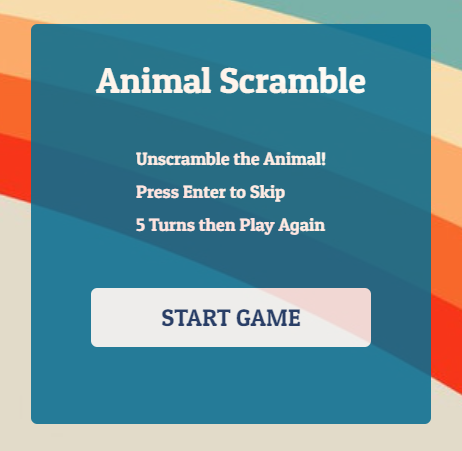 Animal Scramble
Unscramble the Animal!
Press Enter to Skip
5 Turns then Play Again
START GAME